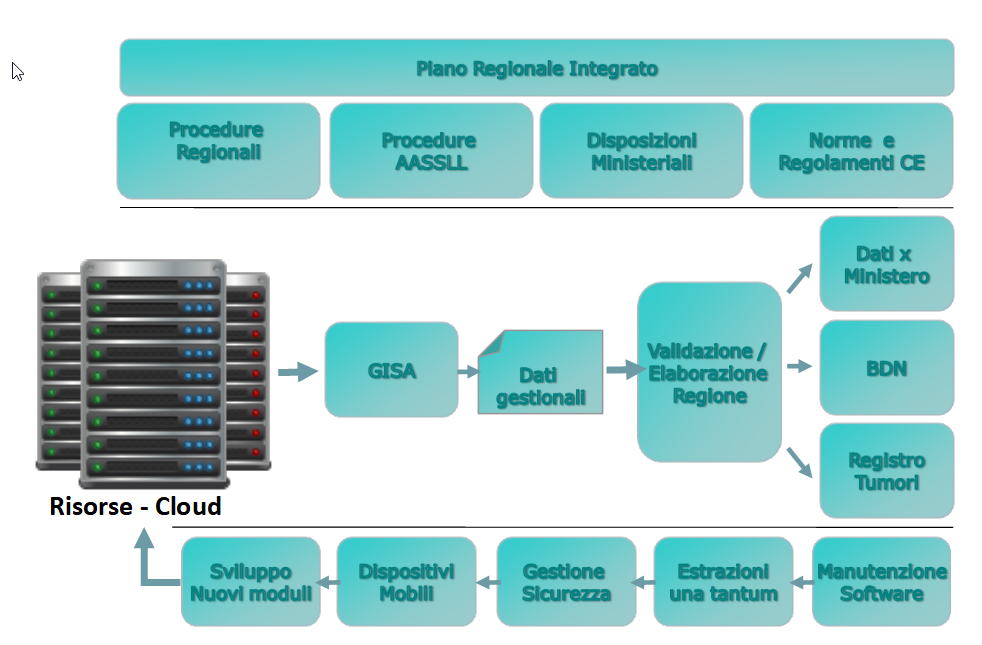 Piano Regionale Integrato
Procedure
Regionali
Procedure
AASSLL
Disposizioni
Ministeriali
Norme e
Regolamenti CE
Dati x
Ministero
GISA
Dati
gestionali
Validazione /
Elaborazione
Regione
BDN
Registro
Tumori
Risorse - Cloud
Sviluppo
Nuovi moduli
Dispositivi
Mobili
Gestione
Sicurezza
Estrazioni
una tantum
Manutenzione
Software